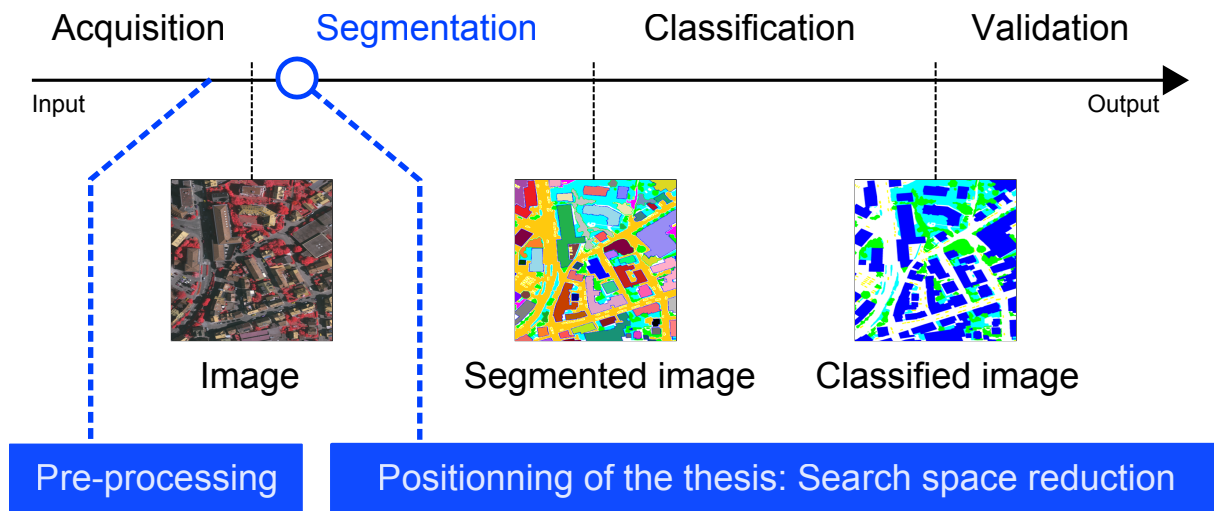 Acquisition Segmentation Classification Validation
Input Output
Image Segmented image Classified image
Pre-processing Positionning of the thesis: Search space reduction